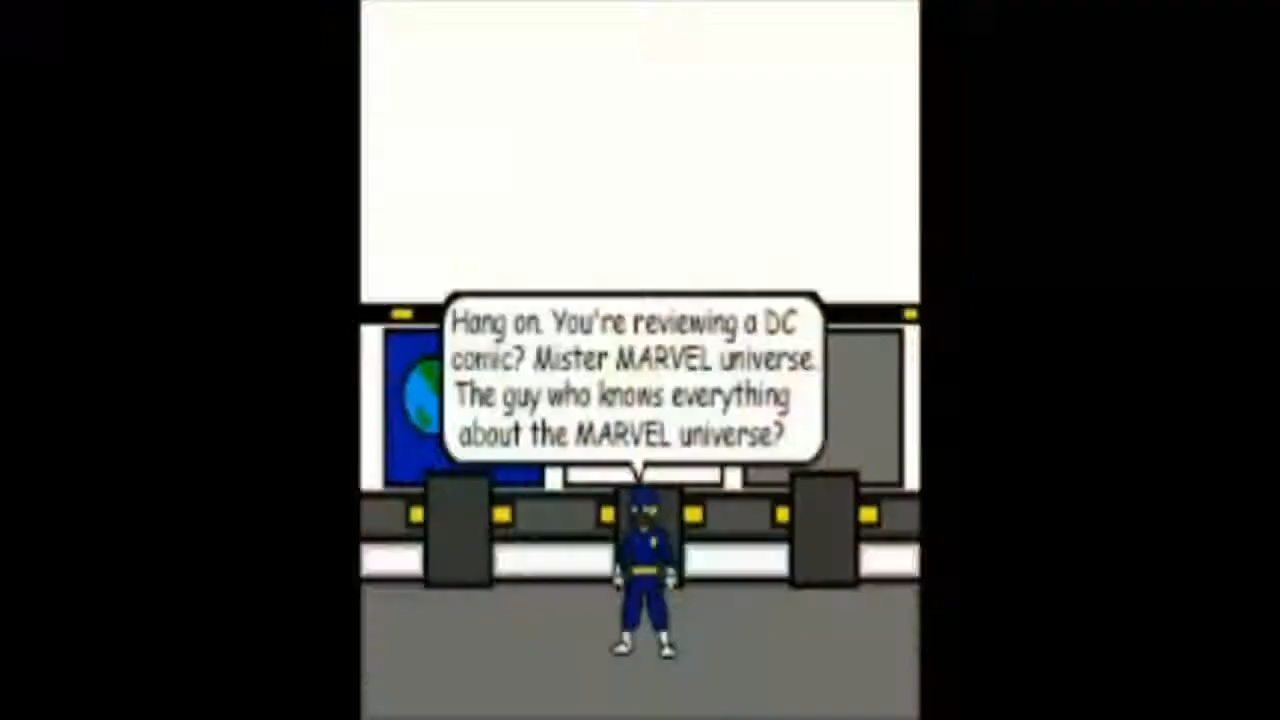 Hang on. You're reviewing a DC
comic? Mister MARVEL universe.
The guy who knows everything
about the MARVEL universe?